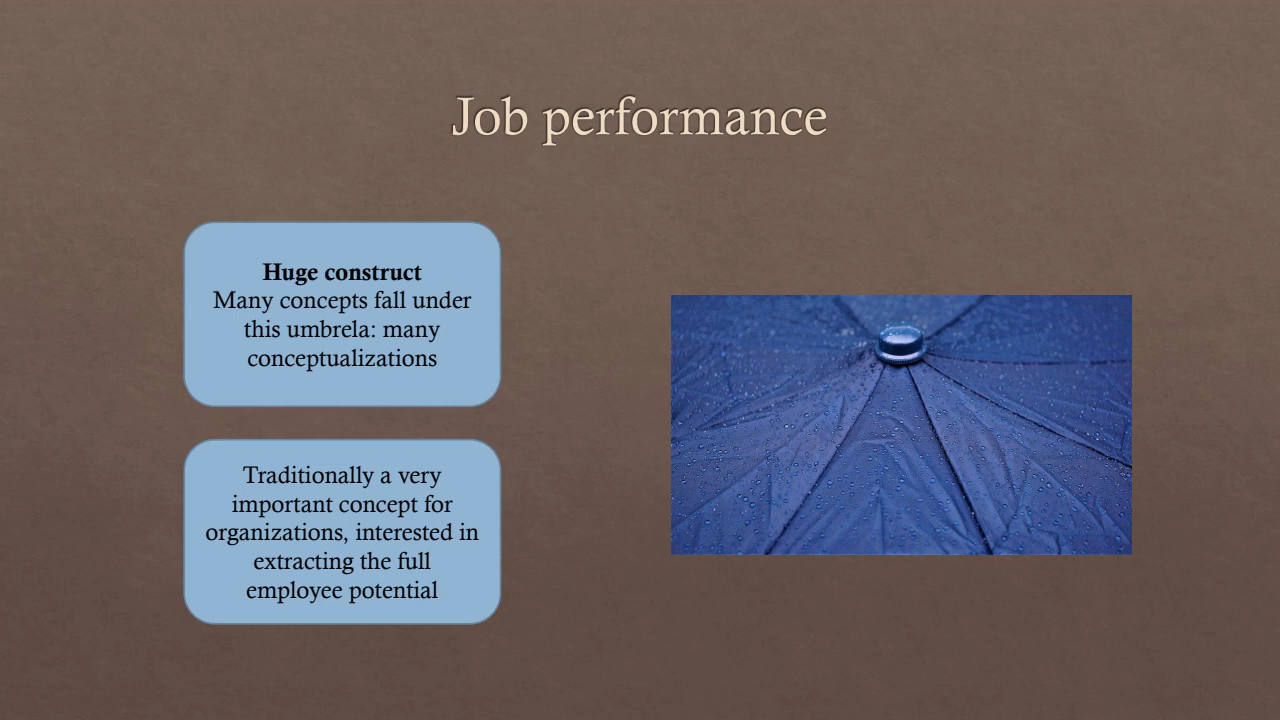 Job performance
Huge construct
Many concepts fall under
this umbrela: many
conceptualizations
Traditionally a very
important concept for
organizations, interested in
extracting the full
employee potential